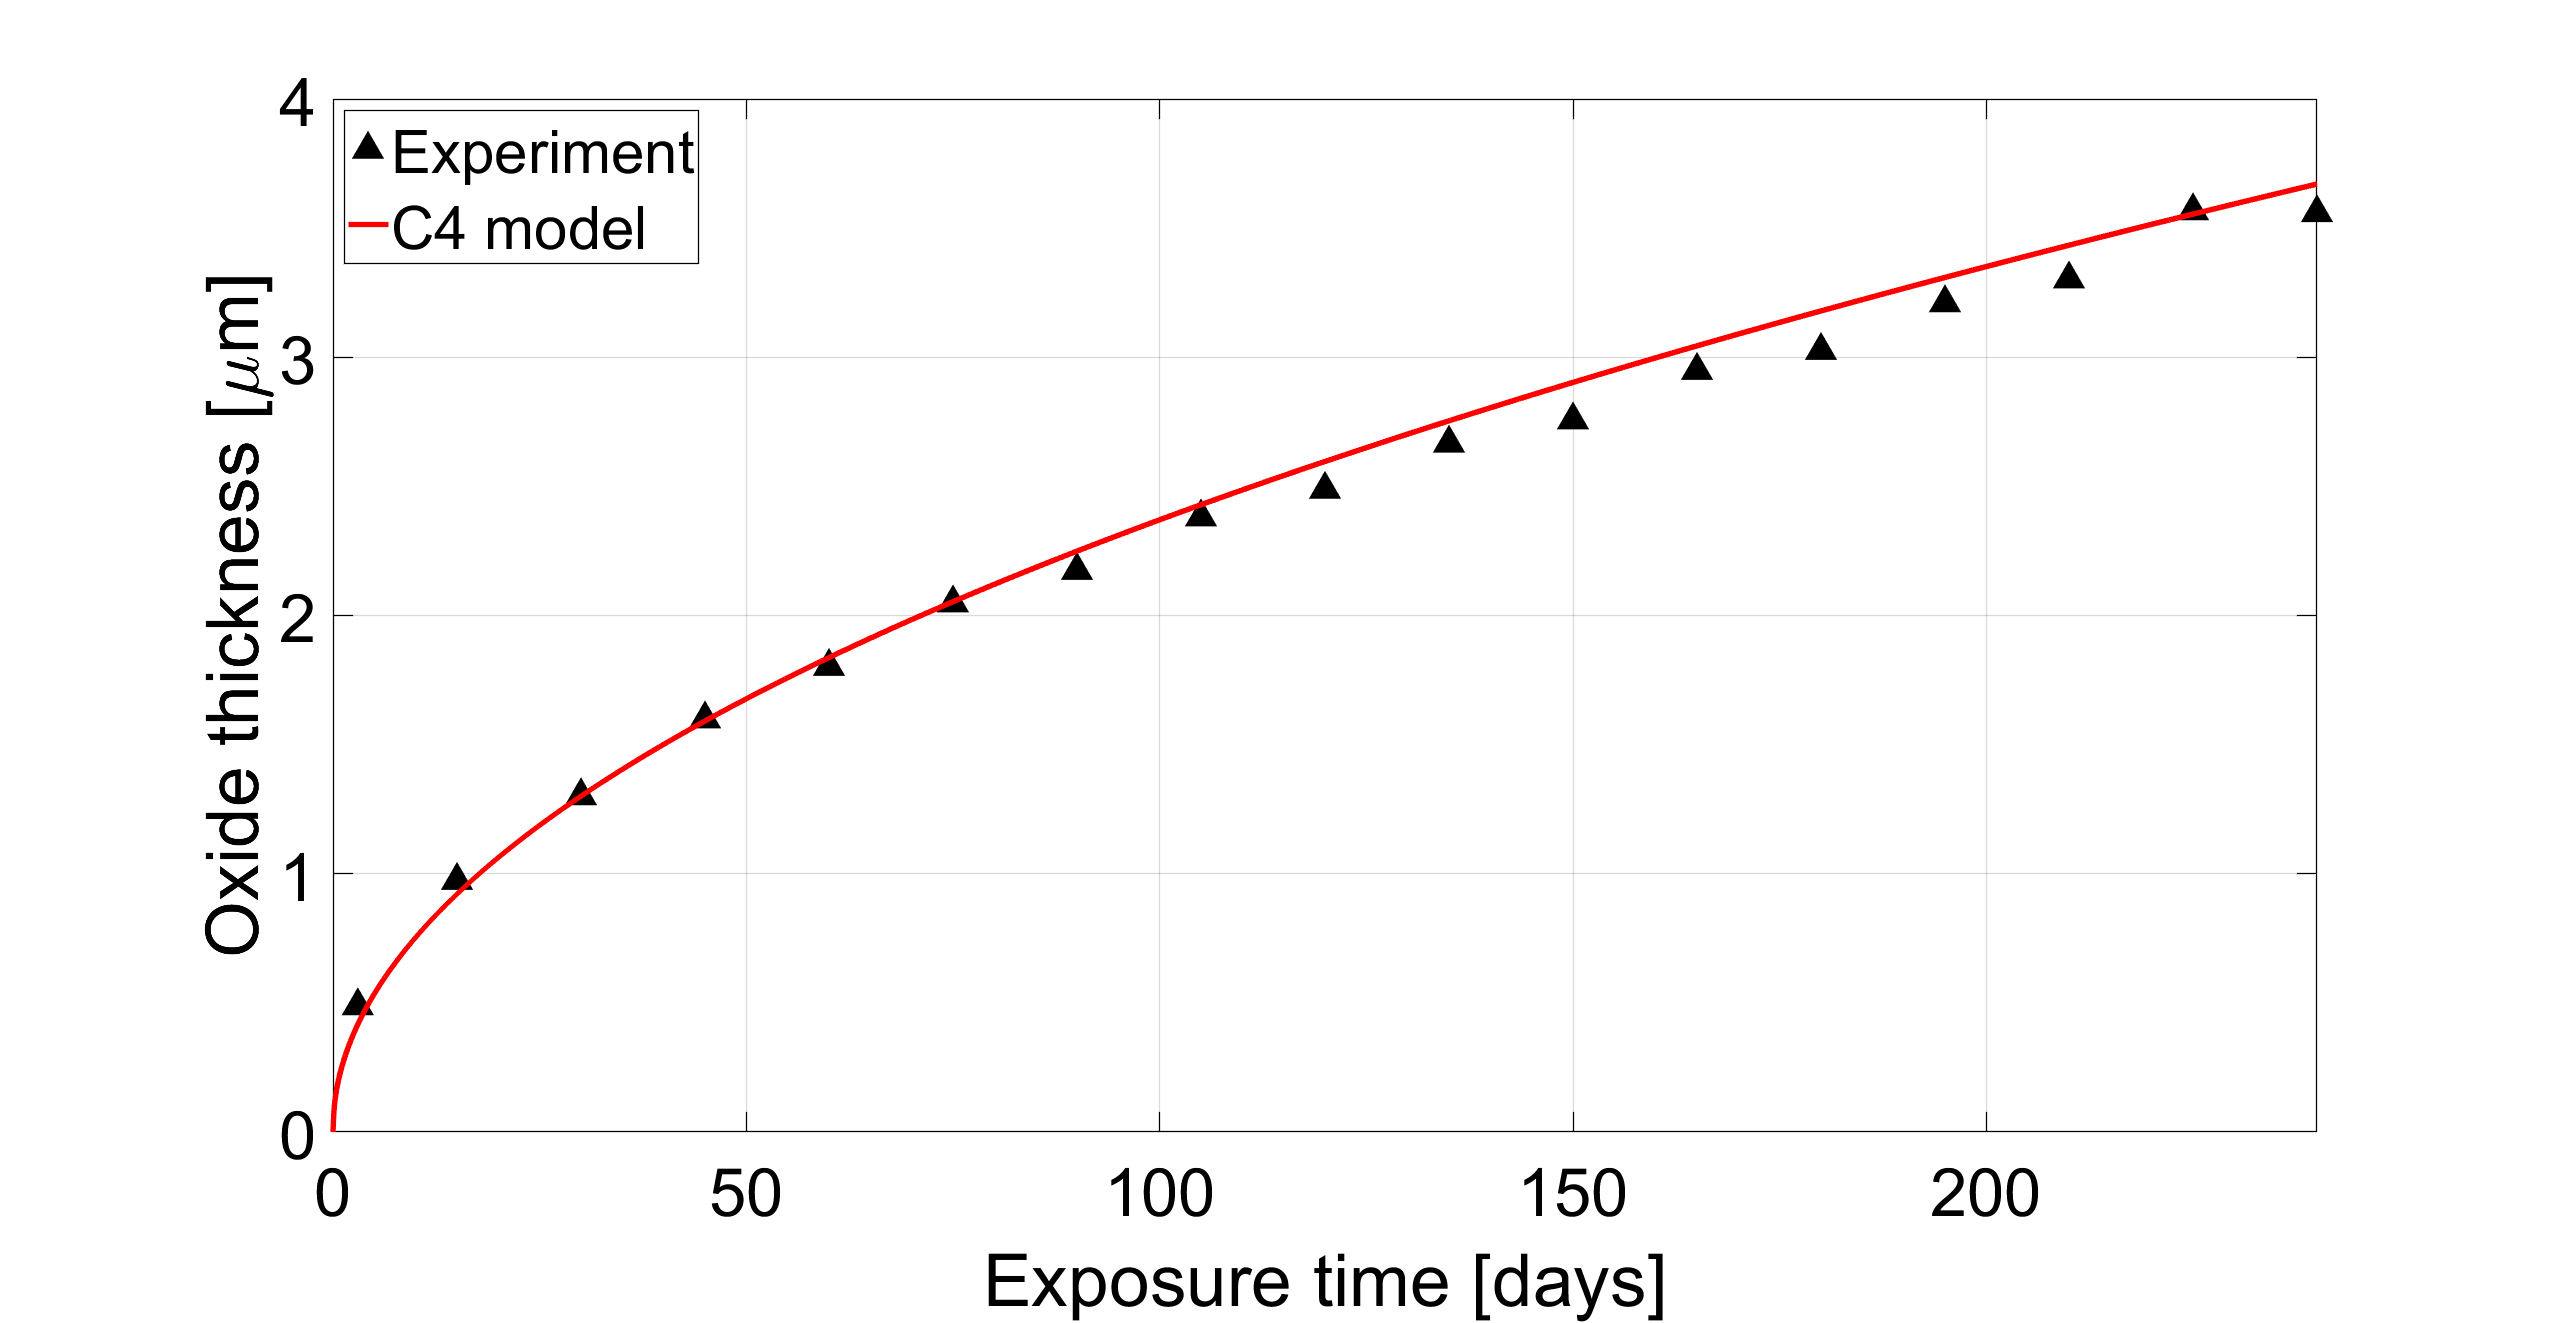 Experiment
C4 model
Oxide thickness [μm]
4
3
2
1
0
0 50 100 150 200
Exposure time [days]